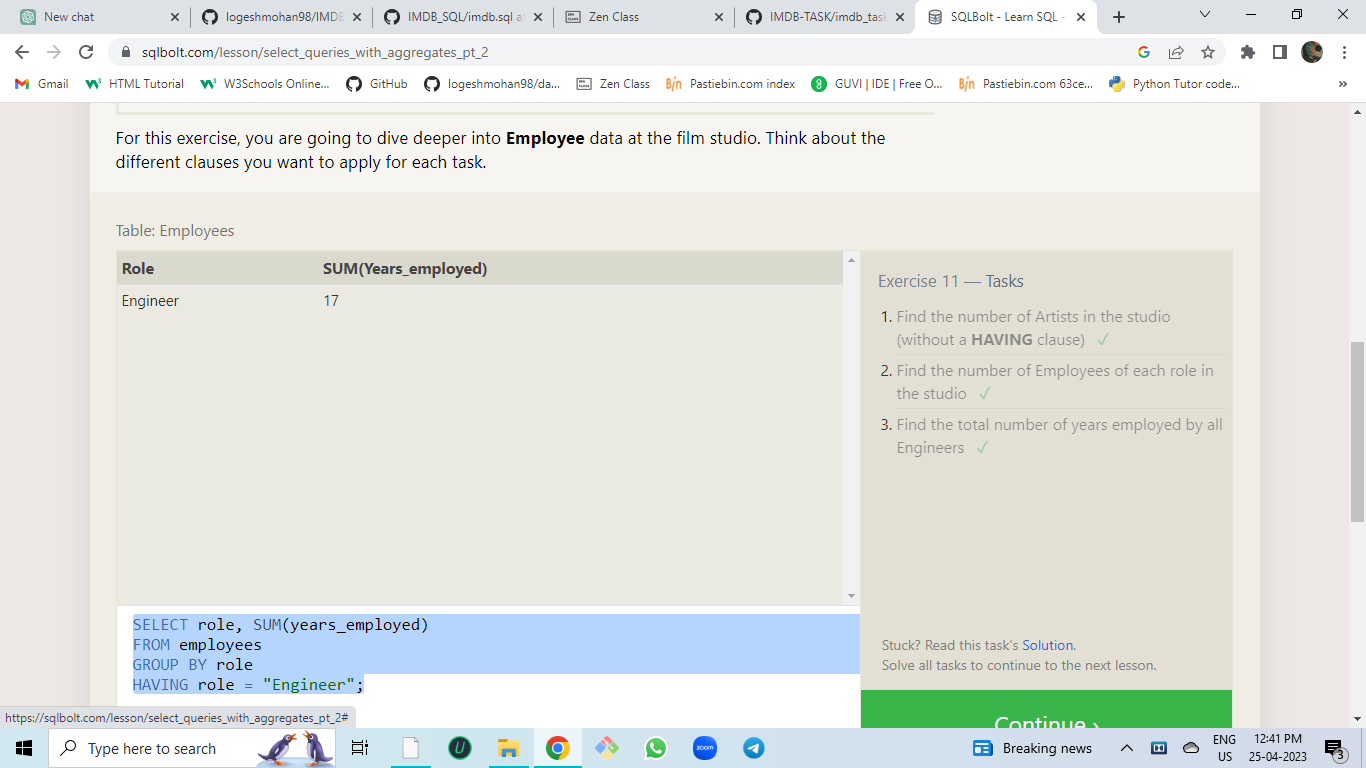 New chat
logeshmohan98/IMDB
IMDB_SQL/imdb.sql a
Zen Class
IMDB-TASK/imdb_tas
SQLBolt - Learn SQL -
sqlbolt.com/lesson/select_queries_with_aggregates_pt_2
Gmail
HTML Tutorial
W3Schools Online...
GitHub
logeshmohan98/da...
Zen Class
Pastiebin.com index
GUVI | IDE | Free O...
Pastiebin.com 63ce...
Python Tutor code...
»
For this exercise, you are going to dive deeper into Employee data at the film studio. Think about the
different clauses you want to apply for each task.
Table: Employees
Role SUM(Years_employed)
Engineer 17
Exercise 11 — Tasks
1. Find the number of Artists in the studio
(without a HAVING clause) ✓
2. Find the number of Employees of each role in
the studio ✓
3. Find the total number of years employed by all
Engineers ✓
SELECT role, SUM(years_employed)
FROM employees
GROUP BY role
HAVING role = "Engineer";
Stuck? Read this task's Solution.
Solve all tasks to continue to the next lesson.
Continue ›
https://sqlbolt.com/lesson/select_queries_with_aggregates_pt_2#
Type here to search
zoom
Breaking news
ENG
US
12:41 PM
25-04-2023
3